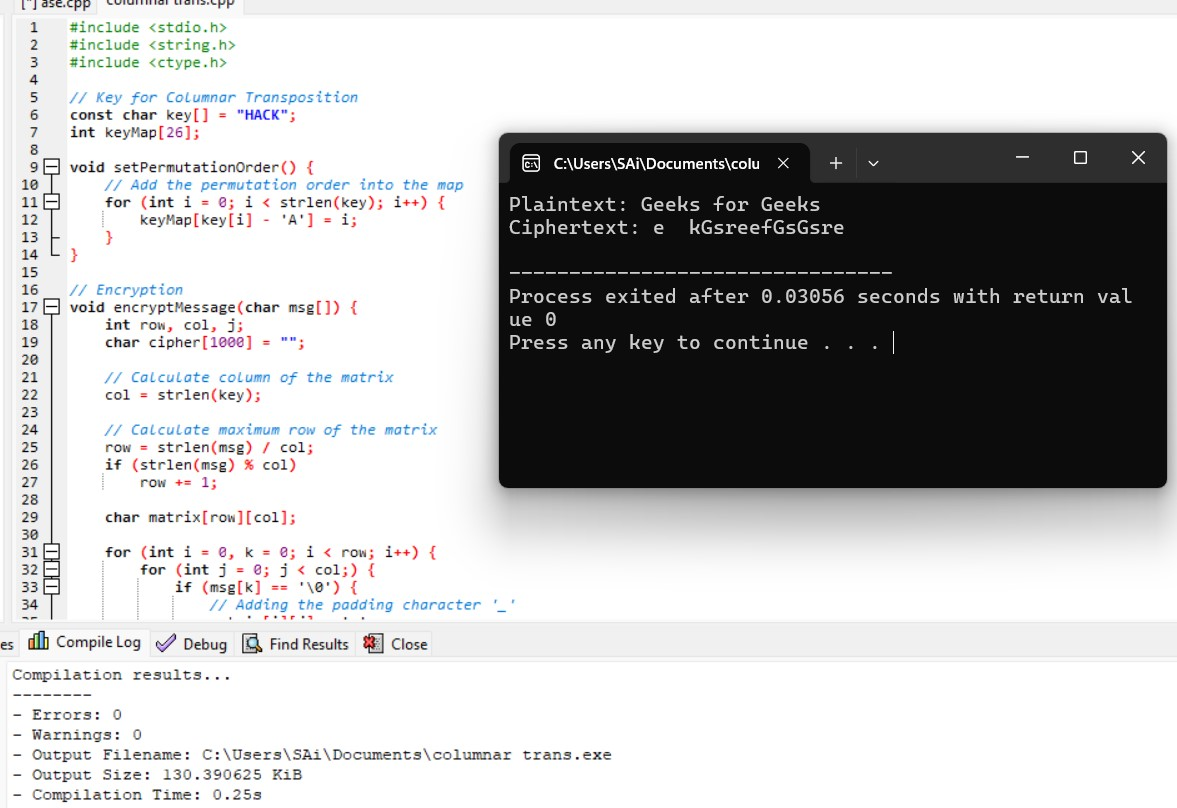 [*] ase.cpp columnar trans.cpp
1 #include <stdio.h>
2 #include <string.h>
3 #include <ctype.h>
4
5 // Key for Columnar Transposition
6 const char key[] = "HACK";
7 int keyMap[26];
8
9 void setPermutationOrder() {
10 // Add the permutation order into the map
11 for (int i = 0; i < strlen(key); i++) {
12 keyMap[key[i] - 'A'] = i;
13 }
14 }
15
16 // Encryption
17 void encryptMessage(char msg[]) {
18 int row, col, j;
19 char cipher[1000] = "";
20
21 // Calculate column of the matrix
22 col = strlen(key);
23
24 // Calculate maximum row of the matrix
25 row = strlen(msg) / col;
26 if (strlen(msg) % col)
27 row += 1;
28
29 char matrix[row][col];
30
31 for (int i = 0, k = 0; i < row; i++) {
32 for (int j = 0; j < col;) {
33 if (msg[k] == '\0') {
34 // Adding the padding character '_'
C:\Users\SAi\Documents\colu
Plaintext: Geeks for Geeks
Ciphertext: e  kGsreefGsGsre
--------------------------------
Process exited after 0.03056 seconds with return val
ue 0
Press any key to continue . . .
es Compile Log Debug Find Results Close
Compilation results...
--------
- Errors: 0
- Warnings: 0
- Output Filename: C:\Users\SAi\Documents\columnar trans.exe
- Output Size: 130.390625 KiB
- Compilation Time: 0.25s